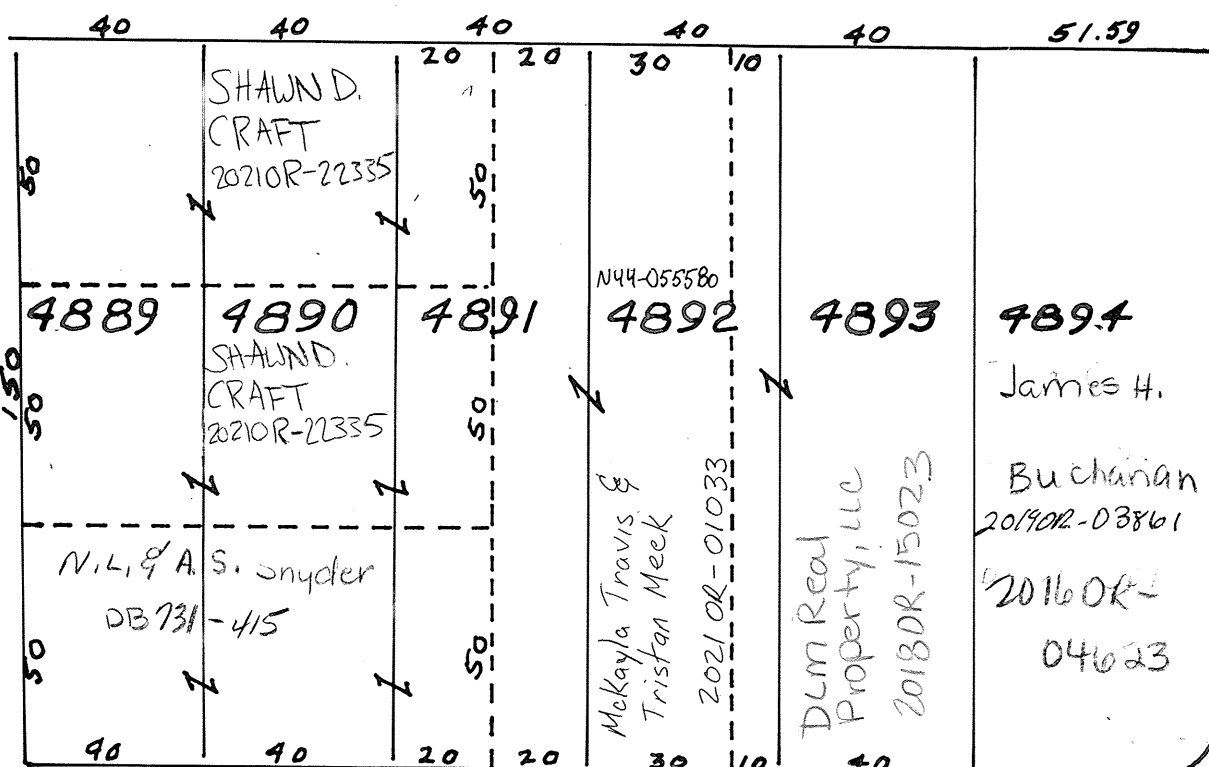 40 40 40 40 40 51.59
20 20 30 10
SHAWN D.
CRAFT
2021OR-22335
50
50
N44-055580
4889 4890 4891 4892 4893 4894
SHAWN D.
CRAFT
2021OR-22335
150
50
50
James H.
Buchanan
2019OR-03861
2016OR-
04623
McKayla Travis &
Tristan Meek
2021OR-01033
DLM Real
Property, LLC
2018OR-15023
N.L. & A.S. Snyder
DB 731-415
50
50
40 40 20 20 30 10 40